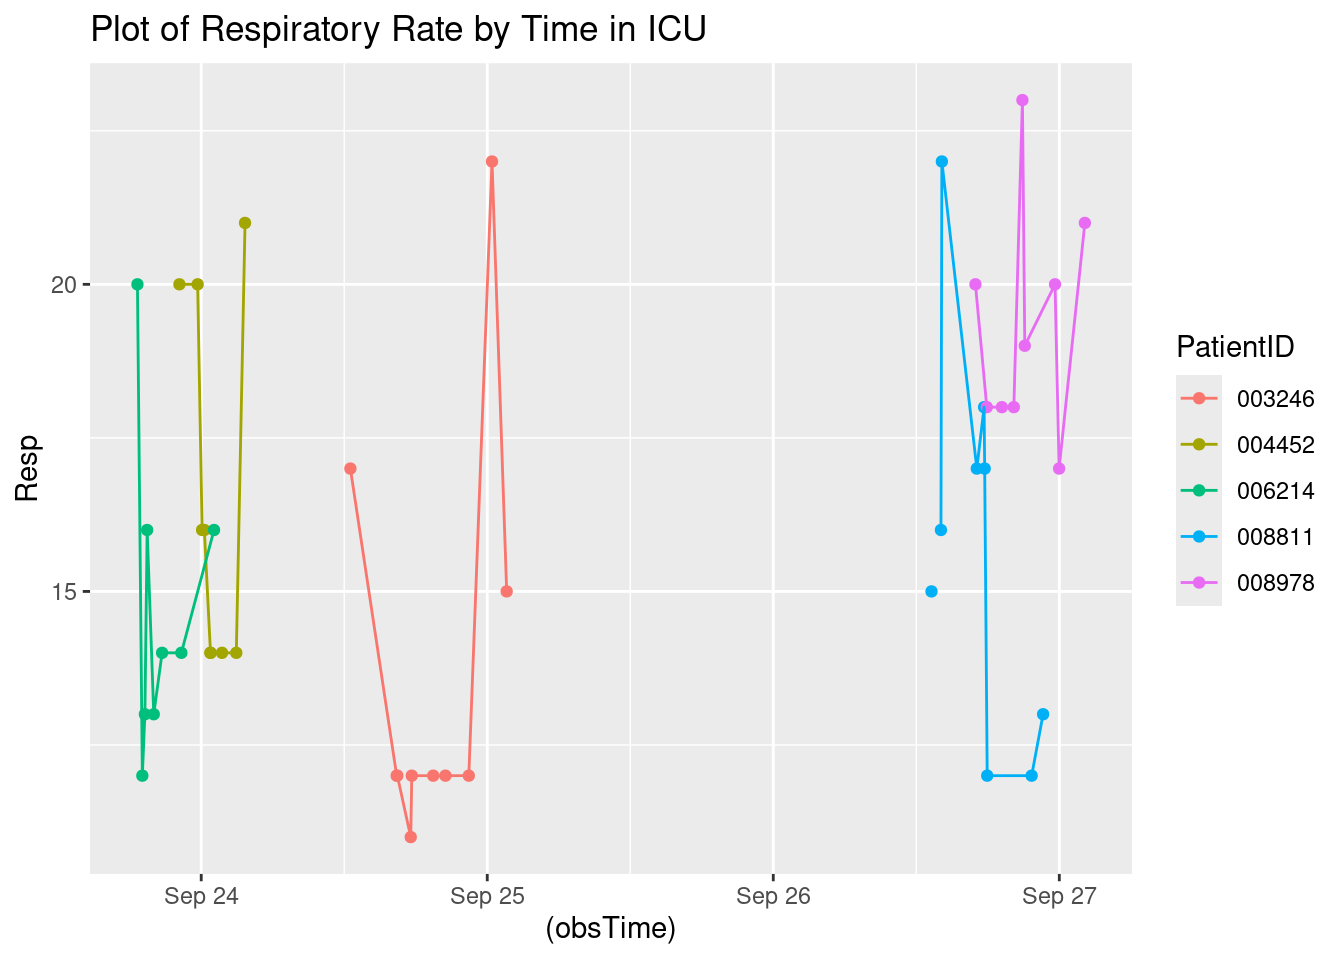 Plot of Respiratory Rate by Time in ICU
Resp
20
15
Sep 24
Sep 25
Sep 26
Sep 27
(obsTime)
PatientID
003246
004452
006214
008811
008978